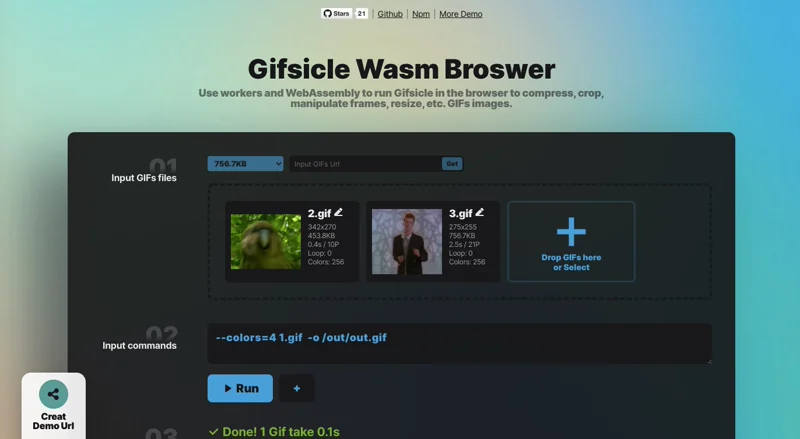 Stars 21 | Github | Npm | More Demo
Gifsicle Wasm Broswer
Use workers and WebAssembly to run Gifsicle in the browser to compress, crop,
manipulate frames, resize, etc. GIFs images.
01
Input GIFs files
756.7KB
Input GIFs Url
Get
2.gif
342x270
453.8KB
0.4s / 10P
Loop: 0
Colors: 256
3.gif
275x255
756.7KB
2.5s / 21P
Loop: 0
Colors: 256
Drop GIFs here
or Select
02
Input commands
--colors=4 1.gif -o /out/out.gif
Run
+
Creat
Demo Url
03
✓ Done! 1 Gif take 0.1s